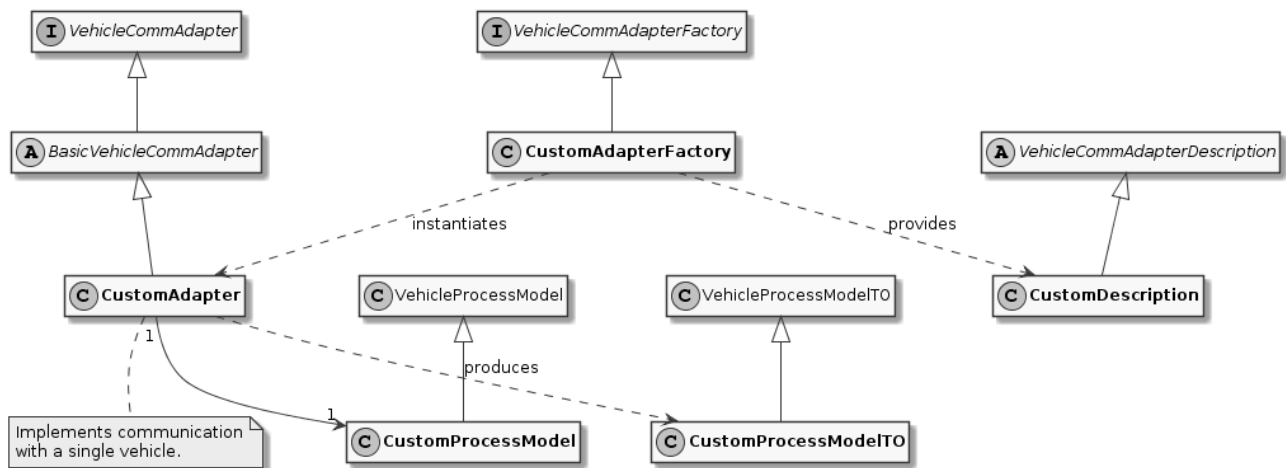 I VehicleCommAdapter
I VehicleCommAdapterFactory
A BasicVehicleCommAdapter
C CustomAdapterFactory
A VehicleCommAdapterDescription
instantiates
provides
C CustomAdapter
C VehicleProcessModel
C VehicleProcessModelTO
C CustomDescription
1
produces
1
Implements communication
with a single vehicle.
C CustomProcessModel
C CustomProcessModelTO